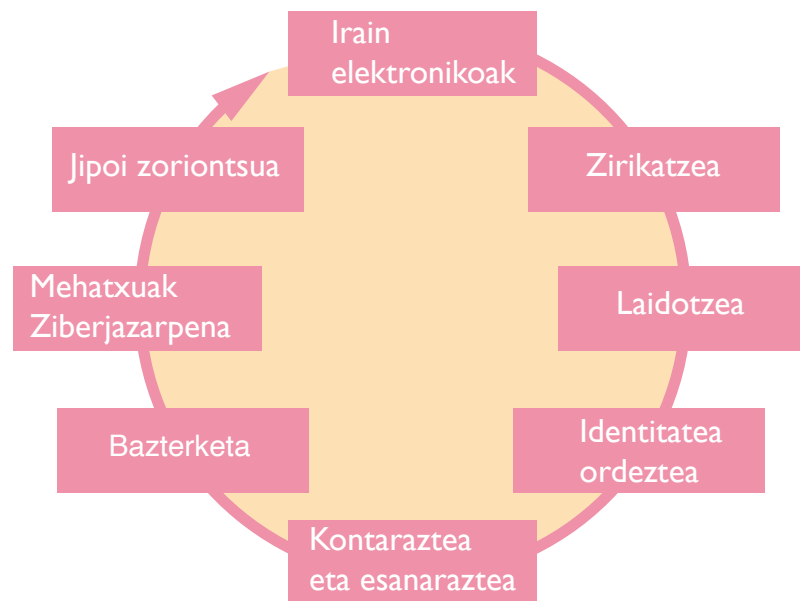 Irain
elektronikoak
Zirikatzea
Laidotzea
Identitatea
ordeztea
Kontaraztea
eta esanaraztea
Bazterketa
Mehatxuak
Ziberjazarpena
Jipoi zoriontsua